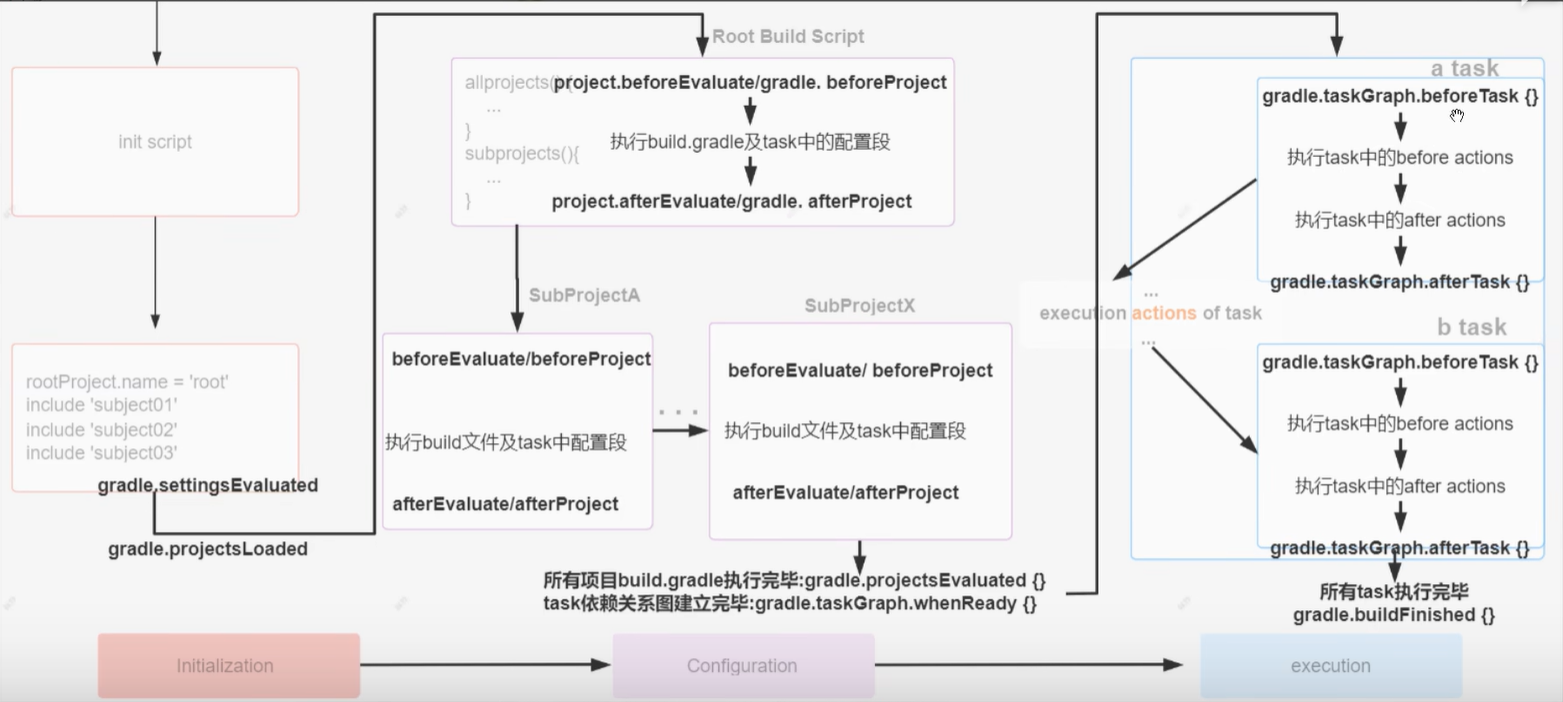 init script
rootProject.name = 'root'
include 'subject01'
include 'subject02'
include 'subject03'
gradle.settingsEvaluated
gradle.projectsLoaded
Root Build Script
allprojects(){
project.beforeEvaluate/gradle. beforeProject
...
}
执行build.gradle及task中的配置段
subprojects(){
...
}
project.afterEvaluate/gradle. afterProject
SubProjectA
beforeEvaluate/beforeProject
执行build文件及task中配置段
afterEvaluate/afterProject
...
SubProjectX
beforeEvaluate/ beforeProject
执行build文件及task中配置段
afterEvaluate/afterProject
所有项目build.gradle执行完毕:gradle.projectsEvaluated {}
task依赖关系图建立完毕:gradle.taskGraph.whenReady {}
a task
gradle.taskGraph.beforeTask {}
执行task中的before actions
执行task中的after actions
gradle.taskGraph.afterTask {}
...
execution actions of task
...
b task
gradle.taskGraph.beforeTask {}
执行task中的before actions
执行task中的after actions
gradle.taskGraph.afterTask {}
所有task执行完毕
gradle.buildFinished {}
Initialization
Configuration
execution